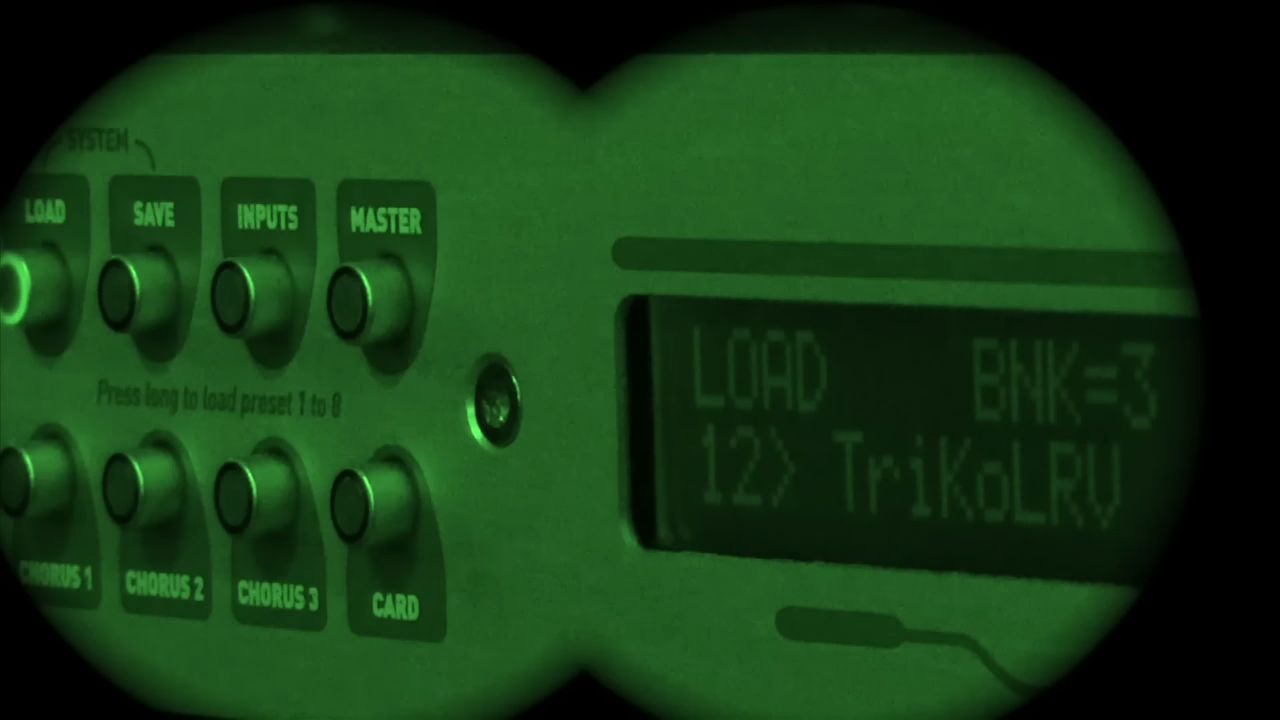 SYSTEM
LOAD SAVE INPUTS MASTER
Press long to load preset 1 to 8
CHORUS 1 CHORUS 2 CHORUS 3 CARD
LOAD BNK=3
12> TriKoLRV